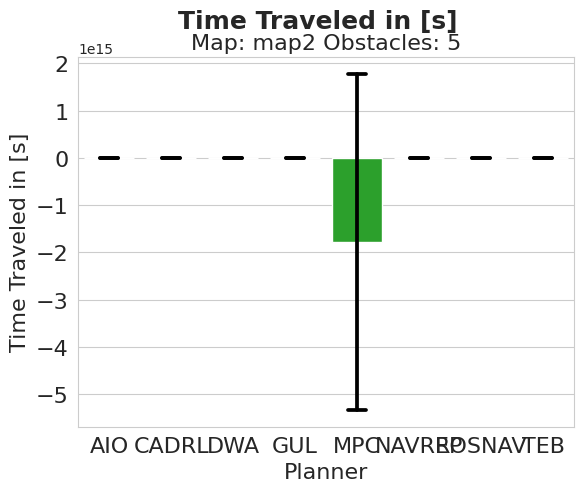 Time Traveled in [s]
Map: map2 Obstacles: 5
1e15
2
1
0
−1
−2
−3
−4
−5
Time Traveled in [s]
AIO CADRL DWA GUL MPC NAVREP ROSNAV TEB
Planner